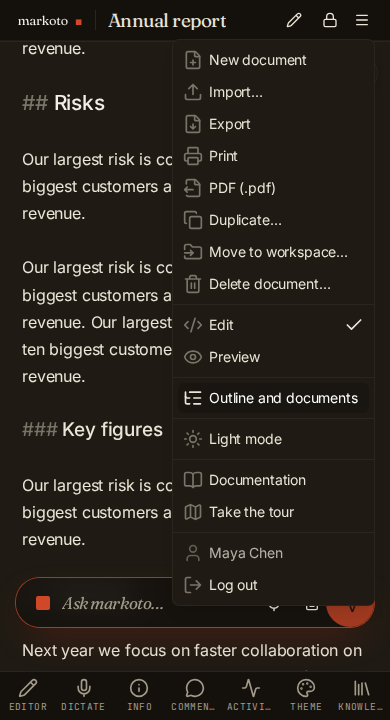 markoto
Annual report
revenue.
## Risks
Our largest risk is
biggest customers
revenue.
Our largest risk is
biggest customers
revenue. Our largest
ten biggest
revenue.
### Key figures
Our largest risk is
biggest customers
revenue.
New document
Import...
Export
Print
PDF (.pdf)
Duplicate...
Move to workspace...
Delete document...
Edit
Preview
Outline and documents
Light mode
Documentation
Take the tour
Maya Chen
Log out
Ask markoto...
Next year we focus on faster collaboration on
EDITOR
DICTATE
INFO
COMMEN…
ACTIVI…
THEME
KNOWLE…